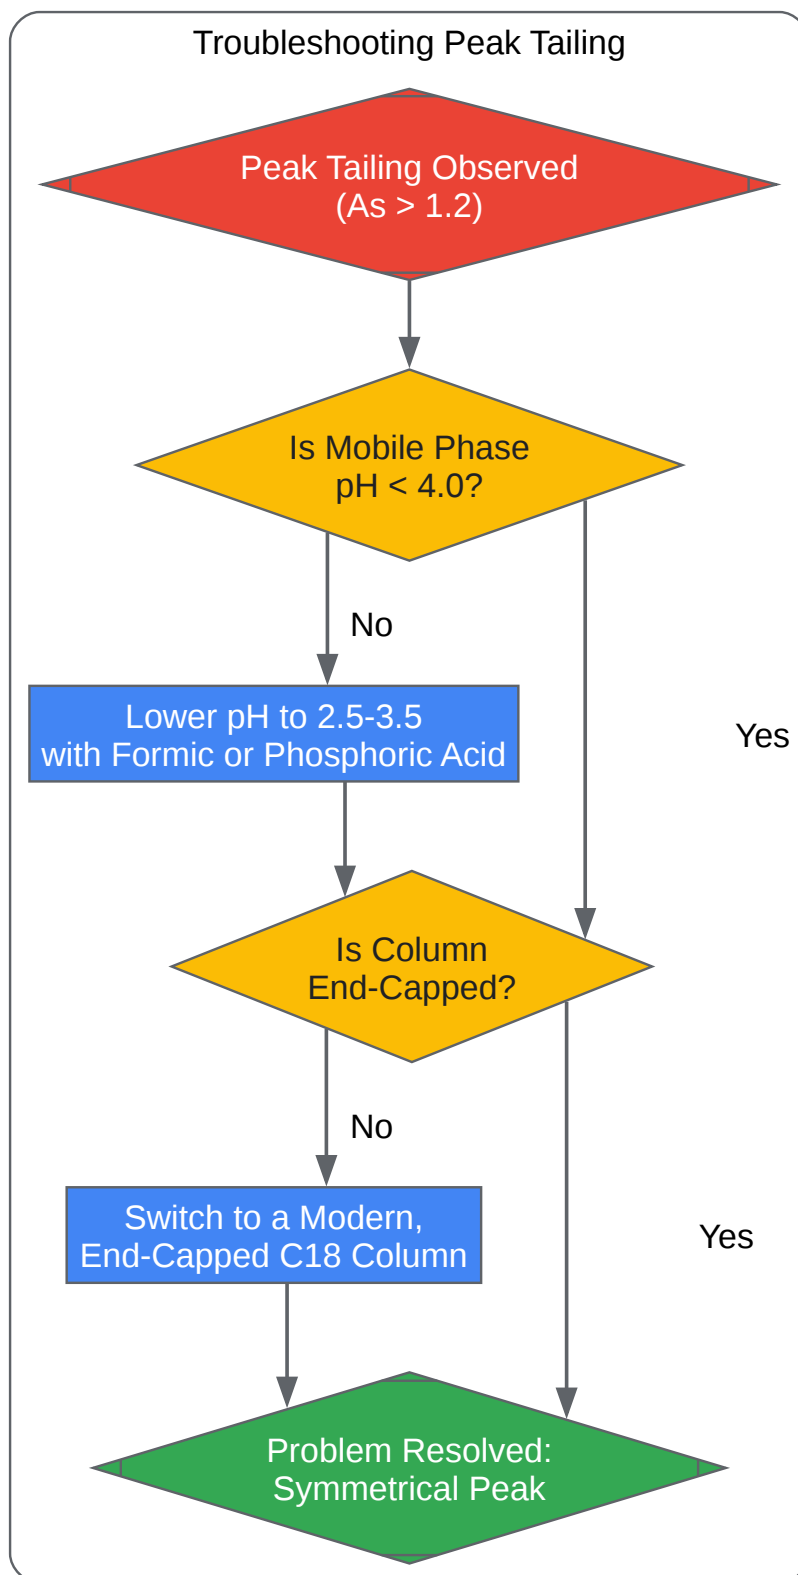 Troubleshooting Peak Tailing
Peak Tailing Observed
(As > 1.2)
Is Mobile Phase
pH < 4.0?
No
Lower pH to 2.5-3.5
with Formic or Phosphoric Acid
Yes
Is Column
End-Capped?
No
Switch to a Modern,
End-Capped C18 Column
Yes
Problem Resolved:
Symmetrical Peak